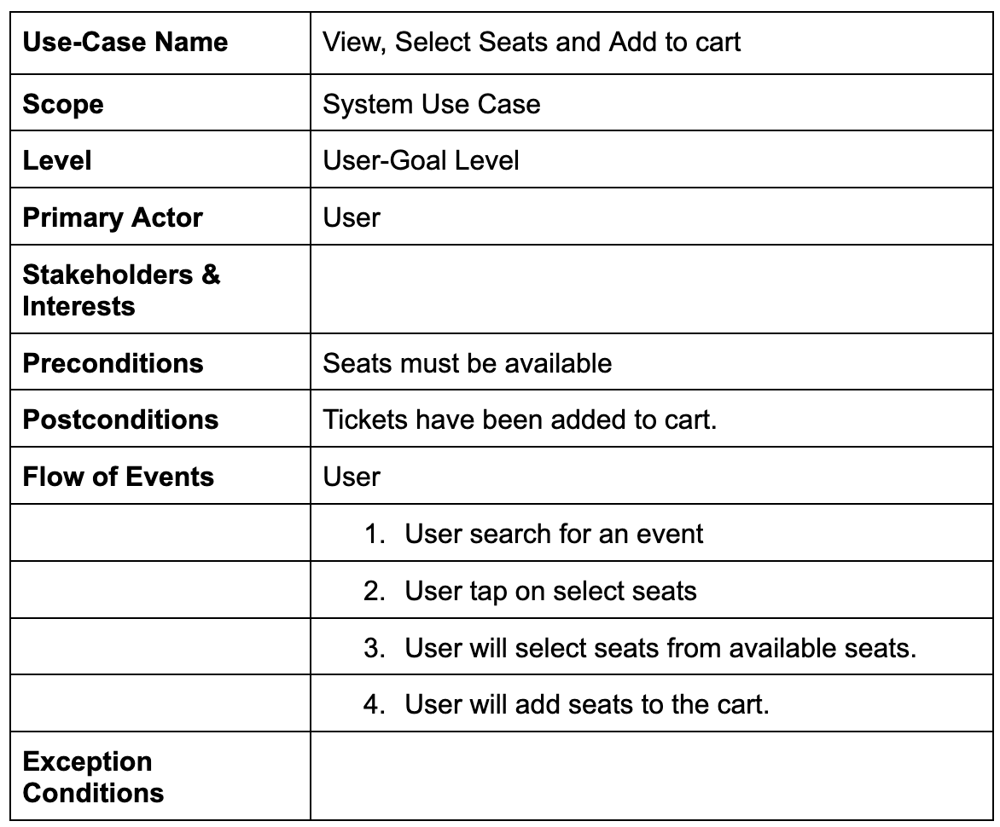 Use-Case Name View, Select Seats and Add to cart
Scope System Use Case
Level User-Goal Level
Primary Actor User
Stakeholders &
Interests
Preconditions Seats must be available
Postconditions Tickets have been added to cart.
Flow of Events User
1. User search for an event
2. User tap on select seats
3. User will select seats from available seats.
4. User will add seats to the cart.
Exception
Conditions